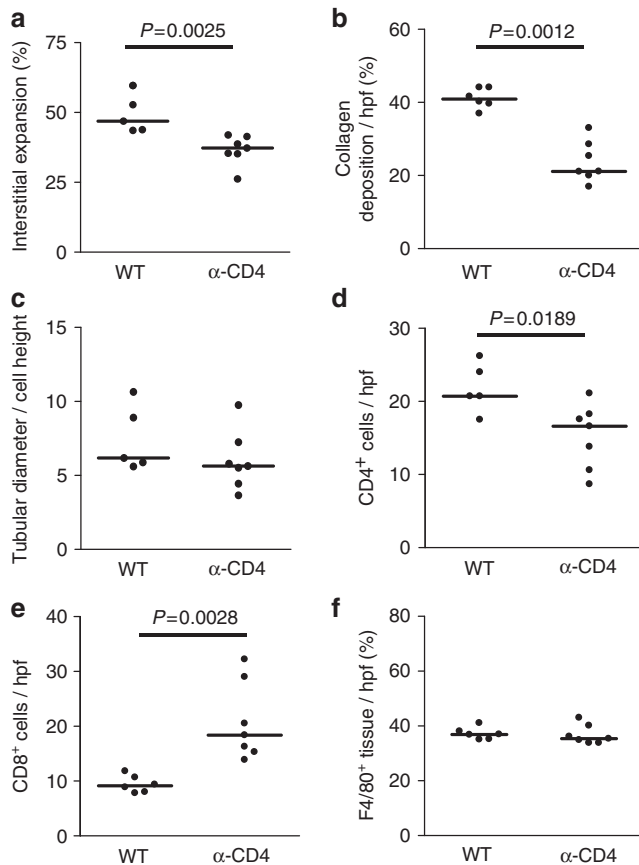 a
P=0.0025
Interstitial expansion (%)
75
50
25
0
WT
α-CD4
b
P=0.0012
Collagen
deposition / hpf (%)
60
40
20
0
WT
α-CD4
c
Tubular diameter / cell height
15
10
5
0
WT
α-CD4
d
P=0.0189
CD4⁺ cells / hpf
30
20
10
0
WT
α-CD4
e
P=0.0028
CD8⁺ cells / hpf
40
30
20
10
0
WT
α-CD4
f
F4/80⁺ tissue / hpf (%)
80
60
40
20
0
WT
α-CD4